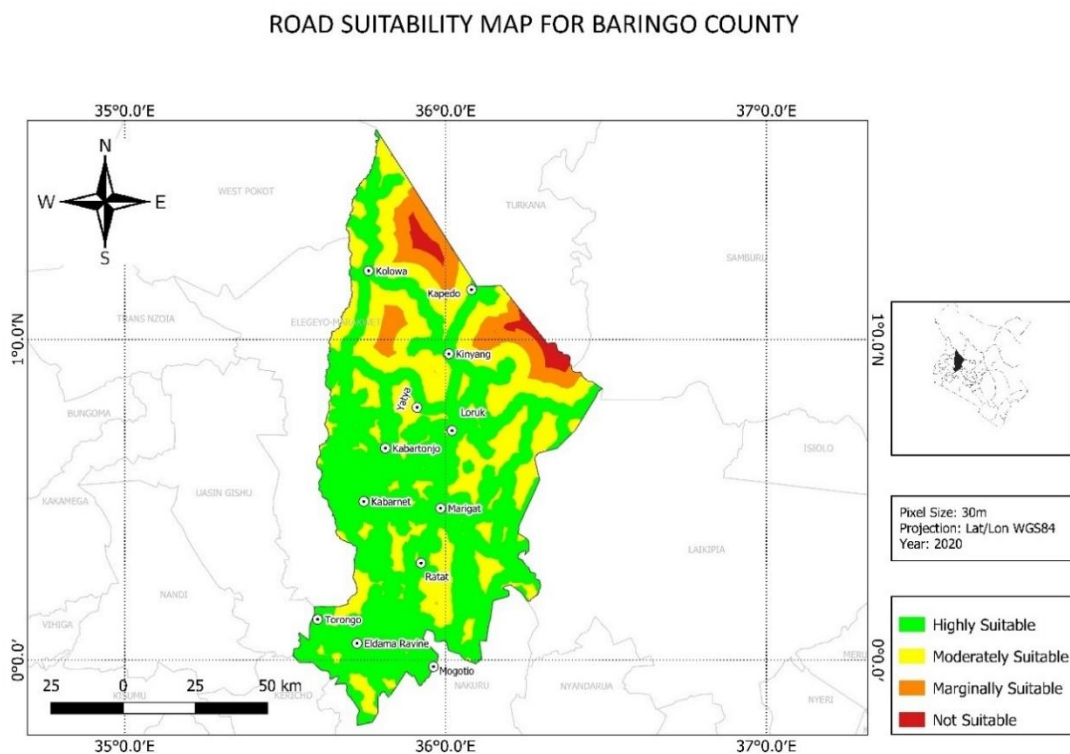 ROAD SUITABILITY MAP FOR BARINGO COUNTY
35°0.0'E
36°0.0'E
37°0.0'E
N
W
E
S
WEST POKOT
TURKANA
SAMBURU
Kolowa
Kapedo
TRANS NZOIA
ELEGEYO-MARAKWET
1°0.0'N
1°0.0'N
Kinyang
Yatya
Loruk
BUNGOMA
Kabartonjo
ISIOLO
UASIN GISHU
KAKAMEGA
Kabarnet
Marigat
Pixel Size: 30m
Projection: Lat/Lon WGS84
Year: 2020
LAIKIPIA
Ratat
NANDI
VIHIGA
Torongo
Eldama Ravine
Mogotio
0°0.0'
0°0.0'
Highly Suitable
Moderately Suitable
Marginally Suitable
Not Suitable
MERU
25
0
25
50 km
KISUMU
KERICHO
NAKURU
NYANDARUA
NYERI
35°0.0'E
36°0.0'E
37°0.0'E